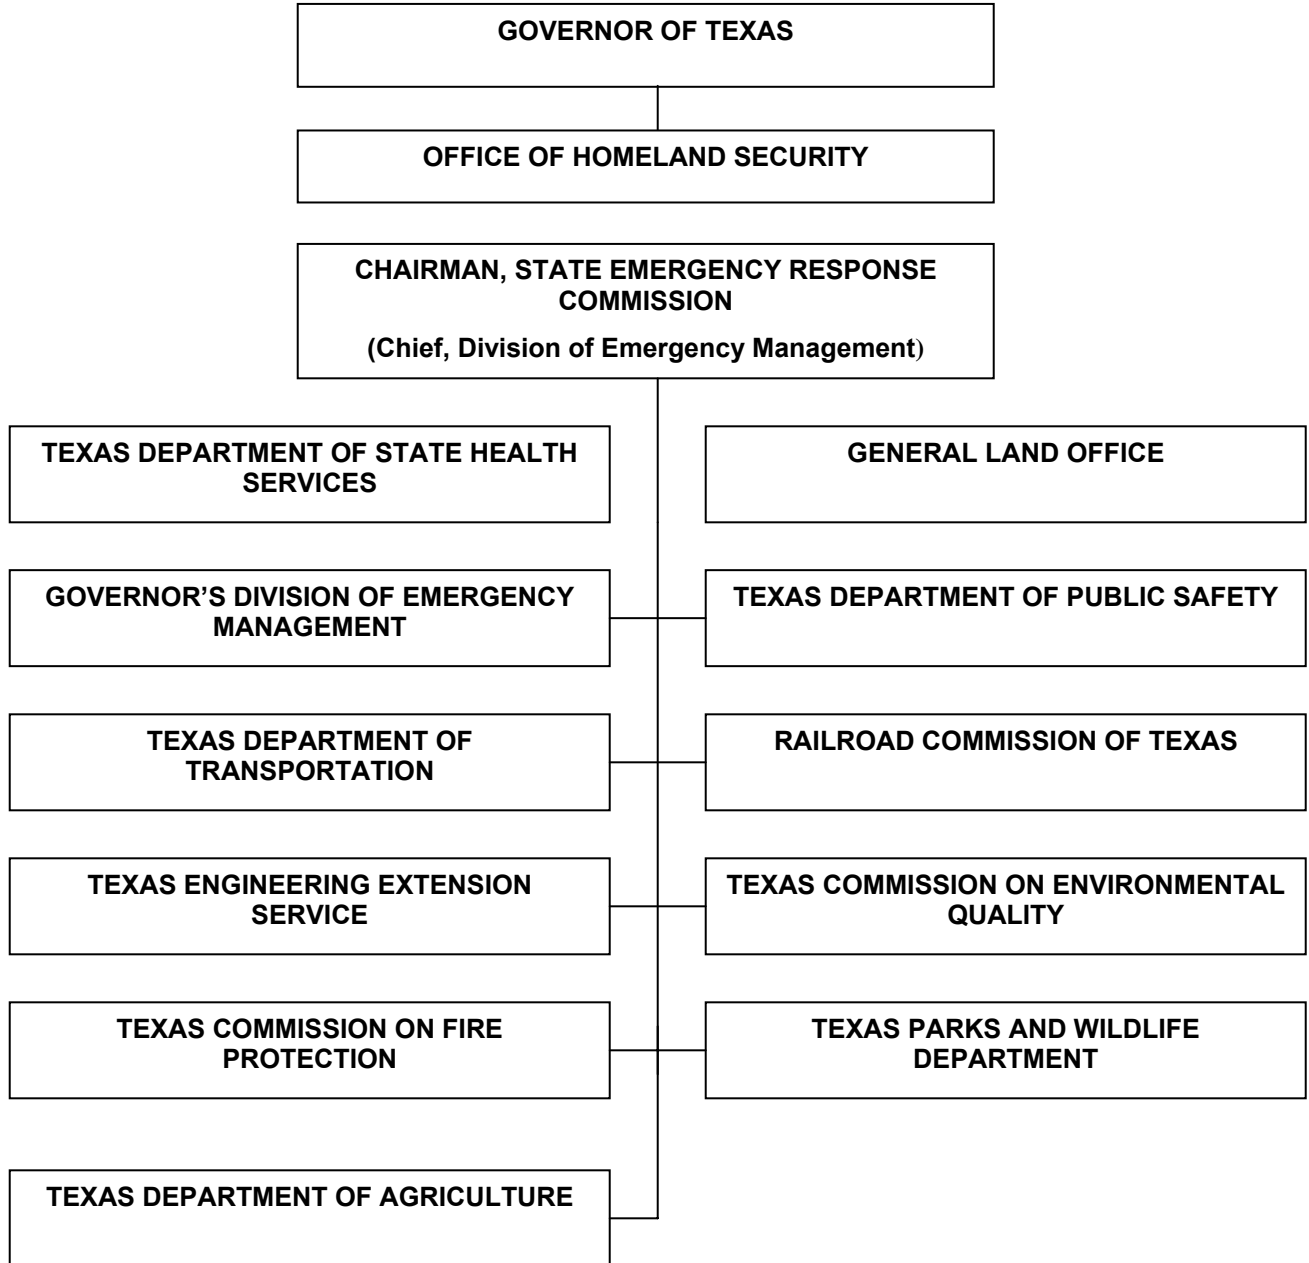 GOVERNOR OF TEXAS
OFFICE OF HOMELAND SECURITY
CHAIRMAN, STATE EMERGENCY RESPONSE
COMMISSION
(Chief, Division of Emergency Management)
TEXAS DEPARTMENT OF STATE HEALTH
SERVICES
GENERAL LAND OFFICE
GOVERNOR’S DIVISION OF EMERGENCY
MANAGEMENT
TEXAS DEPARTMENT OF PUBLIC SAFETY
TEXAS DEPARTMENT OF
TRANSPORTATION
RAILROAD COMMISSION OF TEXAS
TEXAS ENGINEERING EXTENSION
SERVICE
TEXAS COMMISSION ON ENVIRONMENTAL
QUALITY
TEXAS COMMISSION ON FIRE
PROTECTION
TEXAS PARKS AND WILDLIFE
DEPARTMENT
TEXAS DEPARTMENT OF AGRICULTURE